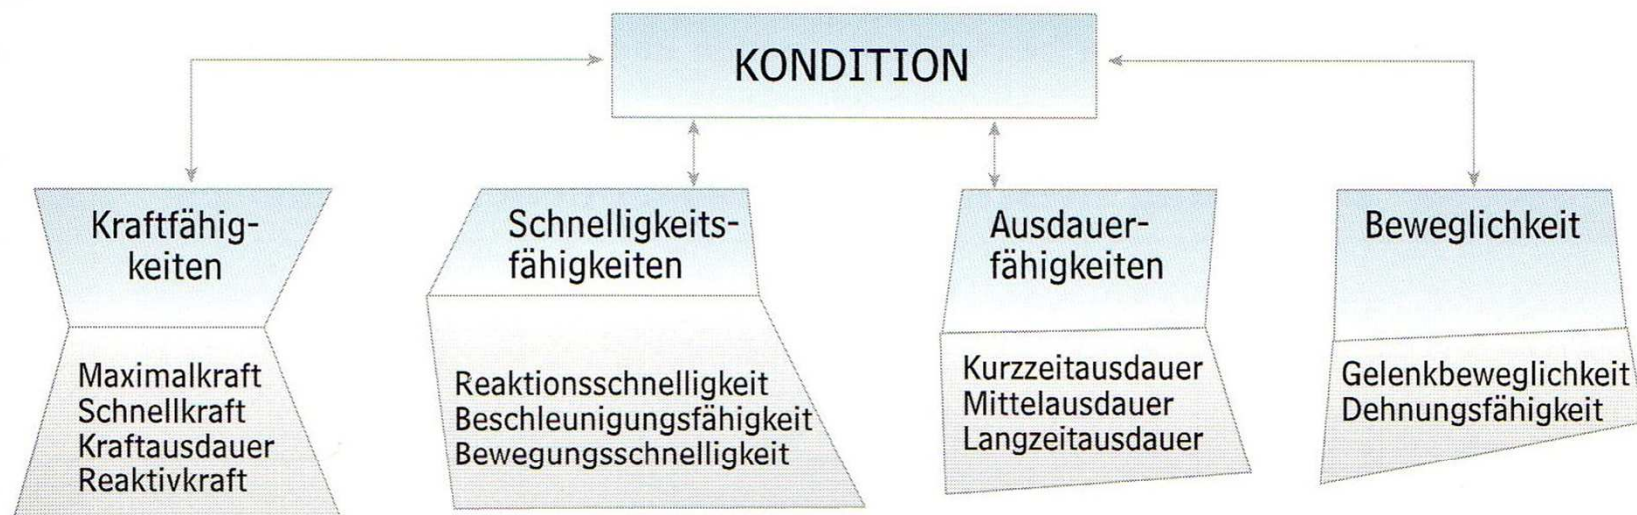 KONDITION
Kraftfähig-
keiten
Maximalkraft
Schnellkraft
Kraftausdauer
Reaktivkraft
Schnelligkeits-
fähigkeiten
Reaktionsschnelligkeit
Beschleunigungsfähigkeit
Bewegungsschnelligkeit
Ausdauer-
fähigkeiten
Kurzzeitausdauer
Mittelausdauer
Langzeitausdauer
Beweglichkeit
Gelenkbeweglichkeit
Dehnungsfähigkeit